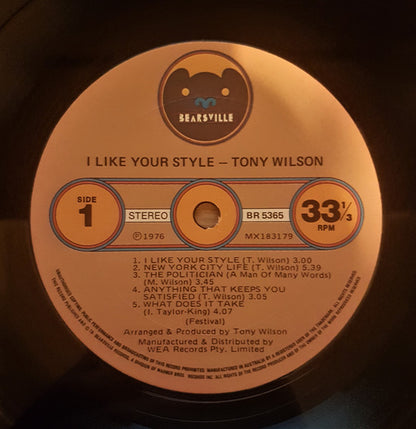 BEARSVILLE
I LIKE YOUR STYLE – TONY WILSON
SIDE
1
STEREO
BR 5365
33 1/3
RPM
℗ 1976
MX183179
1. I LIKE YOUR STYLE (T. Wilson) 3.00
2. NEW YORK CITY LIFE (T. Wilson) 5.39
3. THE POLITICIAN (A Man Of Many Words)
(M. Wilson) 3.45
4. ANYTHING THAT KEEPS YOU
SATISFIED (T. Wilson) 3.05
5. WHAT DOES IT TAKE
(I. Taylor-King) 4.07
(Festival)
Arranged & Produced by Tony Wilson
Manufactured & Distributed by
WEA Records Pty. Limited